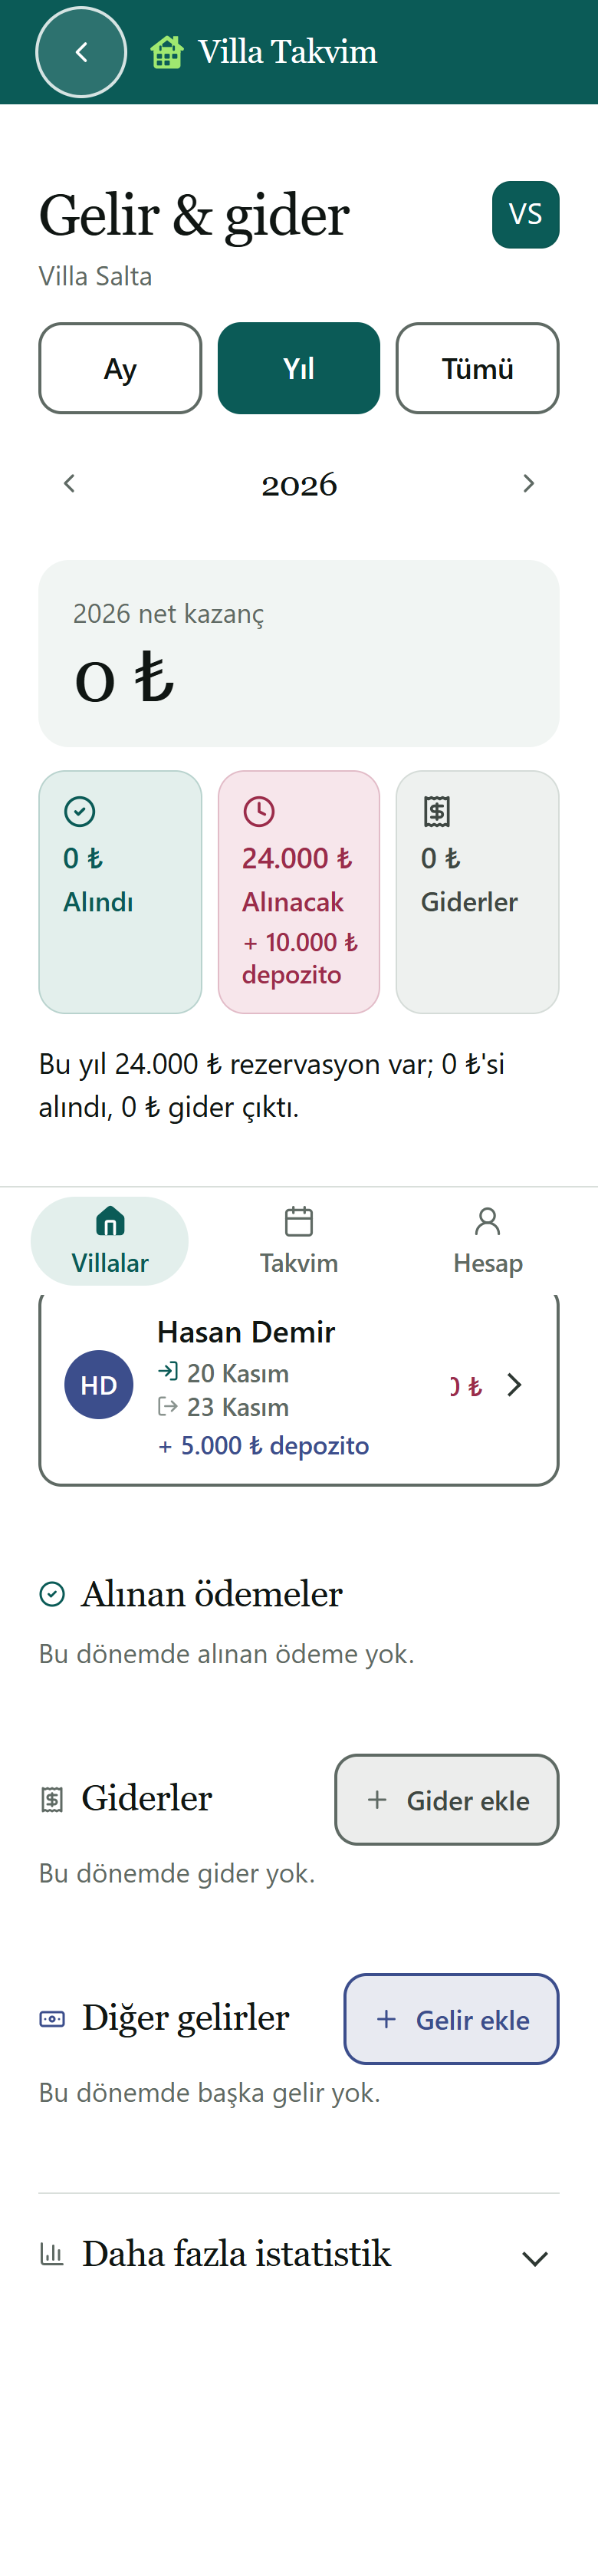 Villa Takvim
Gelir & gider
VS
Villa Salta
Ay
Yıl
Tümü
2026
2026 net kazanç
0 ₺
0 ₺
Alındı
24.000 ₺
Alınacak
+ 10.000 ₺
depozito
0 ₺
Giderler
Bu yıl 24.000 ₺ rezervasyon var; 0 ₺'si
alındı, 0 ₺ gider çıktı.
Villalar
Takvim
Hesap
Hasan Demir
HD
20 Kasım
23 Kasım
+ 5.000 ₺ depozito
₺
Alınan ödemeler
Bu dönemde alınan ödeme yok.
Giderler
+ Gider ekle
Bu dönemde gider yok.
Diğer gelirler
+ Gelir ekle
Bu dönemde başka gelir yok.
Daha fazla istatistik